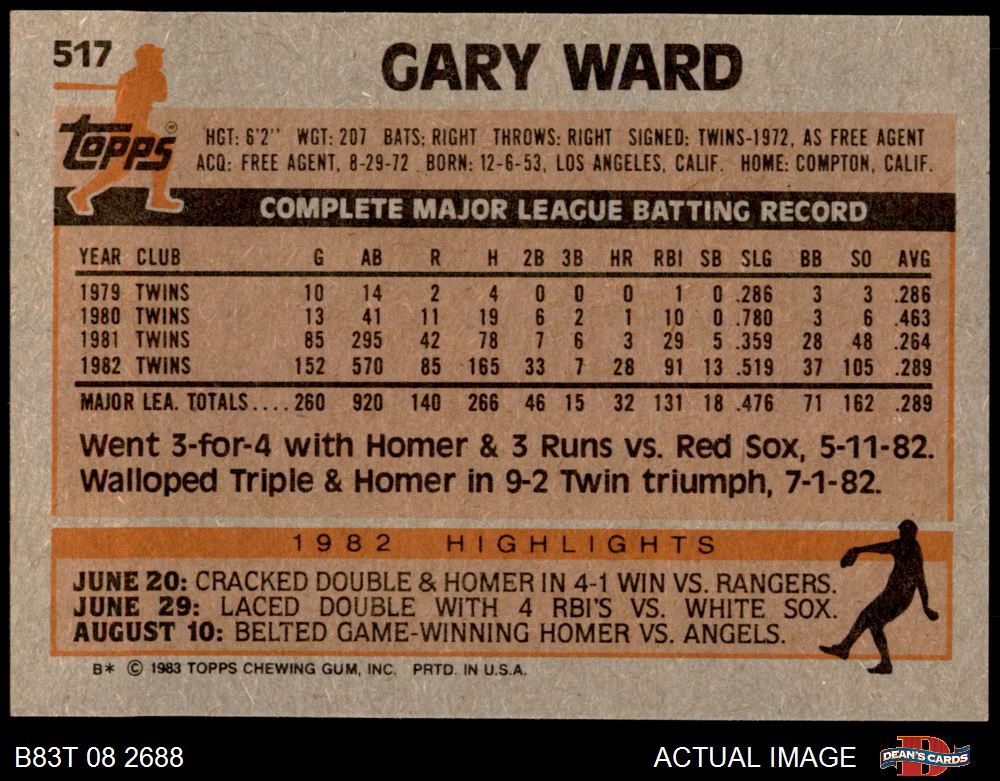 517
GARY WARD
Topps®
HGT: 6'2'' WGT: 207 BATS: RIGHT THROWS: RIGHT SIGNED: TWINS-1972, AS FREE AGENT
ACQ: FREE AGENT, 8-29-72 BORN: 12-6-53, LOS ANGELES, CALIF. HOME: COMPTON, CALIF.
COMPLETE MAJOR LEAGUE BATTING RECORD
YEAR CLUB G AB R H 2B 3B HR RBI SB SLG BB SO AVG
1979 TWINS 10 14 2 4 0 0 0 1 0 .286 3 3 .286
1980 TWINS 13 41 11 19 6 2 1 10 0 .780 3 6 .463
1981 TWINS 85 295 42 78 7 6 3 29 5 .359 28 48 .264
1982 TWINS 152 570 85 165 33 7 28 91 13 .519 37 105 .289
MAJOR LEA. TOTALS....260 920 140 266 46 15 32 131 18 .476 71 162 .289
Went 3-for-4 with Homer & 3 Runs vs. Red Sox, 5-11-82.
Walloped Triple & Homer in 9-2 Twin triumph, 7-1-82.
1982 HIGHLIGHTS
JUNE 20: CRACKED DOUBLE & HOMER IN 4-1 WIN VS. RANGERS.
JUNE 29: LACED DOUBLE WITH 4 RBI'S VS. WHITE SOX.
AUGUST 10: BELTED GAME-WINNING HOMER VS. ANGELS.
B* © 1983 TOPPS CHEWING GUM, INC. PRTD. IN U.S.A.
B83T 08 2688
ACTUAL IMAGE
D
DEAN'S CARDS